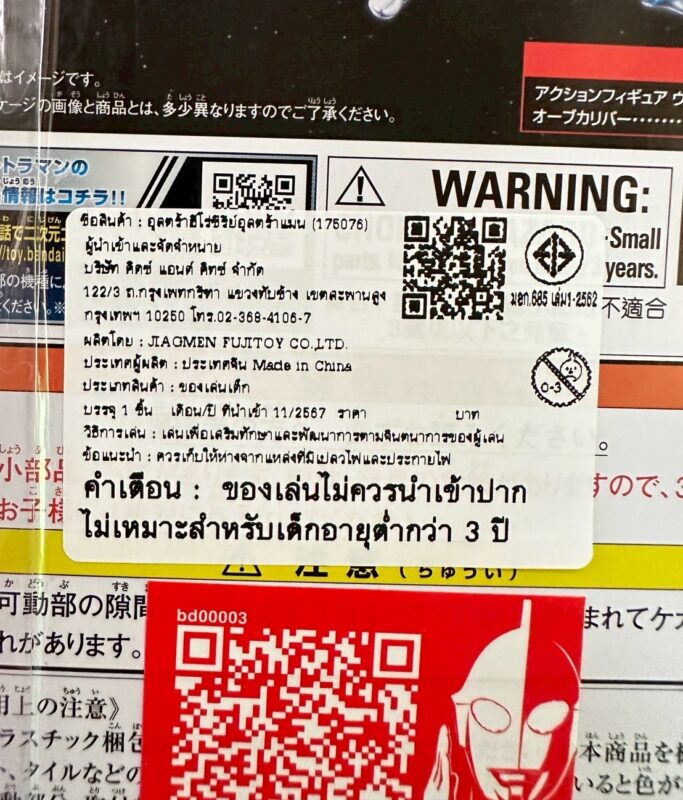 はイメージです。
ケージの画像と商品とは、多少異なりますのでご了承ください。
アクションフィギュア ウ
オーブカリバー
トラマンの
情報はコチラ!!
WARNING:
Small
years.
不適合
ชื่อสินค้า : อุลตร้าฮีโร่ซีรีย์อุลตร้าแมน (175076)
ผู้นำเข้าและจัดจำหน่าย
บริษัท คิตซ์ แอนด์ คิตซ์ จำกัด
122/3 ถ.กรุงเทพกรีฑา แขวงทับช้าง เขตสะพานสูง
กรุงเทพฯ 10250 โทร.02-368-4106-7
ผลิตโดย : JIAGMEN FUJITOY CO.,LTD.
ประเทศผู้ผลิต : ประเทศจีน Made in China
ประเภทสินค้า : ของเล่นเด็ก
บรรจุ 1 ชิ้น เดือน/ปี ที่นำเข้า 11/2567 ราคา บาท
วิธีการเล่น : เล่นเพื่อเสริมทักษะและพัฒนาการตามจินตนาการของผู้เล่น
ข้อแนะนำ : ควรเก็บให้ห่างจากแหล่งที่มีเปลวไฟและประกายไฟ
คำเตือน : ของเล่นไม่ควรนำเข้าปาก
ไม่เหมาะสำหรับเด็กอายุต่ำกว่า 3 ปี
มอก.685 เล่ม1-2562
0-3
小部品
すので、3
お子様
注意(ちゅうい)
可動部の隙間
まれてケガ
れがあります。
bd00003
用上の注意》
ラスチック梱包
、タイルなどの
本商品を極
いると色が